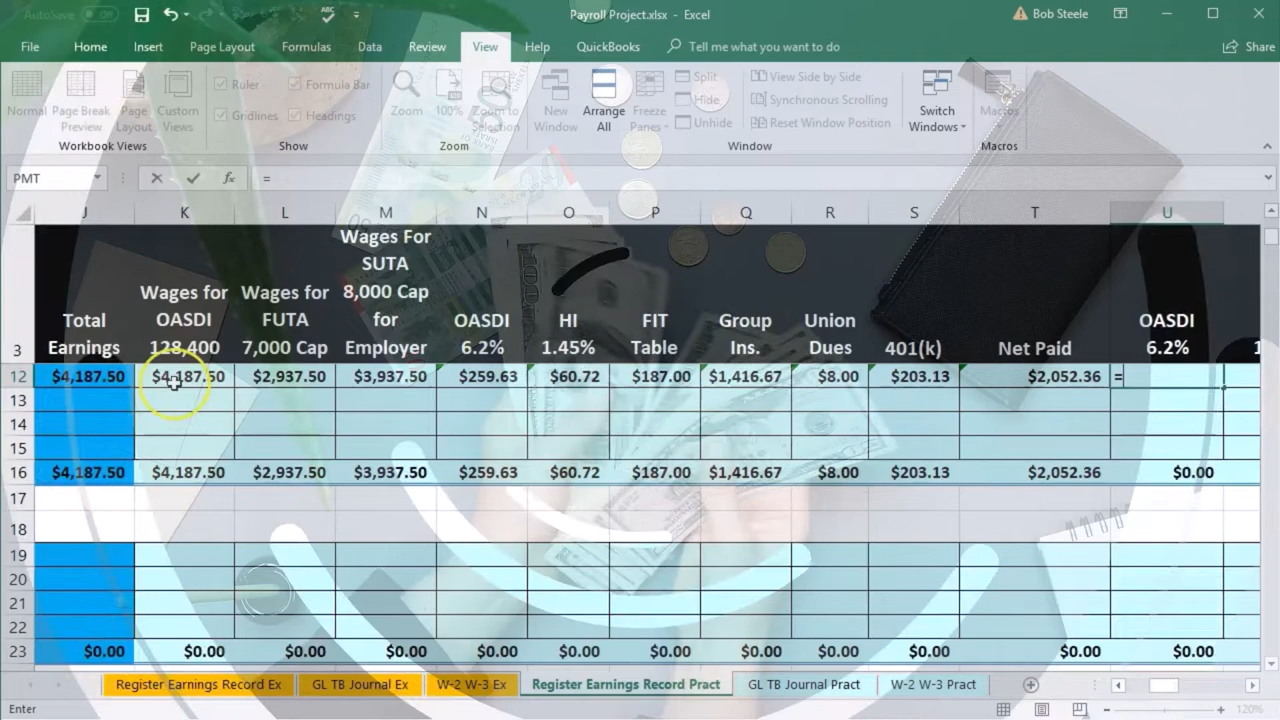 AutoSave Off Payroll Project.xlsx - Excel Bob Steele
File Home Insert Page Layout Formulas Data Review View Help QuickBooks Tell me what you want to do Share
Normal Page Break Preview Page Layout Custom Views
Workbook Views
Ruler Formula Bar
Gridlines Headings
Show
Zoom 100% Zoom to Selection
Zoom
New Window Arrange All Freeze Panes
Split
Hide
Unhide
View Side by Side
Synchronous Scrolling
Reset Window Position
Switch Windows
Window
Macros
Macros
PMT fx =
J K L M N O P Q R S T U
3 Total Earnings Wages for OASDI 128,400 Wages for FUTA 7,000 Cap Wages For SUTA 8,000 Cap for Employer OASDI 6.2% HI 1.45% FIT Table Group Ins. Union Dues 401(k) Net Paid OASDI 6.2% 1
12 $4,187.50 $4,187.50 $2,937.50 $3,937.50 $259.63 $60.72 $187.00 $1,416.67 $8.00 $203.13 $2,052.36 =
13
14
15
16 $4,187.50 $4,187.50 $2,937.50 $3,937.50 $259.63 $60.72 $187.00 $1,416.67 $8.00 $203.13 $2,052.36 $0.00
17
18
19
20
21
22
23 $0.00 $0.00 $0.00 $0.00 $0.00 $0.00 $0.00 $0.00 $0.00 $0.00 $0.00 $0.00
Register Earnings Record Ex GL TB Journal Ex W-2 W-3 Ex Register Earnings Record Pract GL TB Journal Pract W-2 W-3 Pract
Enter 120%